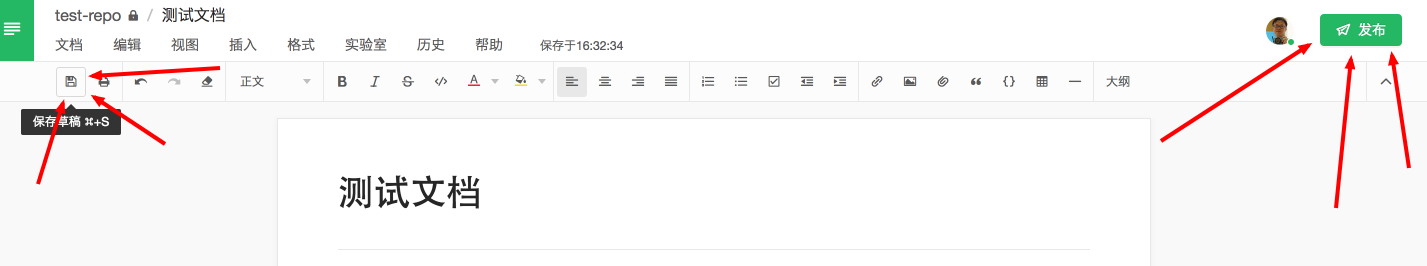 test-repo / 测试文档
文档 编辑 视图 插入 格式 实验室 历史 帮助 保存于16:32:34
发布
正文 B I S A {} 大纲
保存草稿 ⌘+S
测试文档